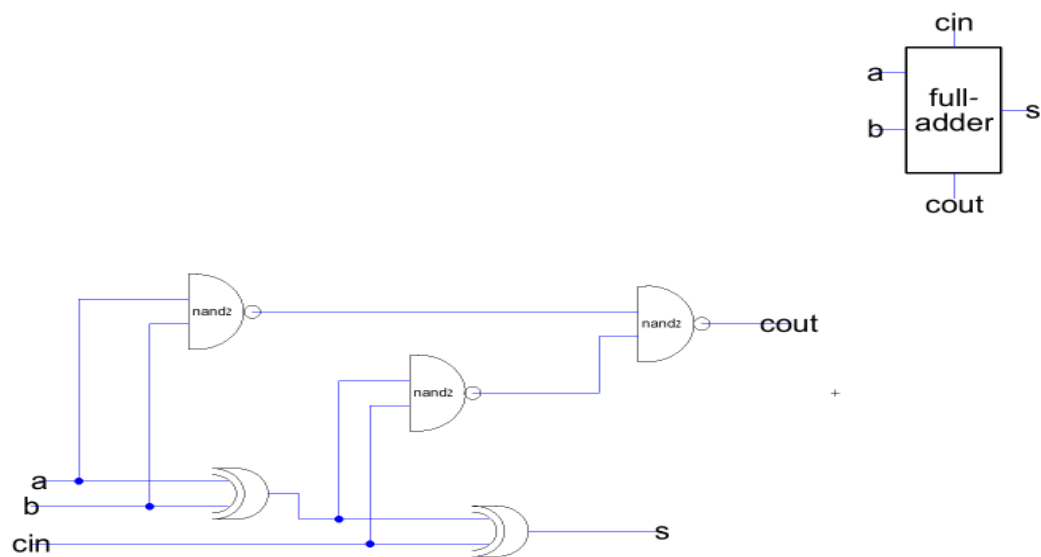 cin
a
full-
adder
s
b
cout
nand2
nand2
cout
nand2
a
b
s
cin